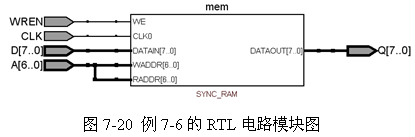 mem
WREN WE
CLK CLK0
D[7..0] DATAIN[7..0] DATAOUT[7..0] Q[7..0]
A[6..0] WADDR[6..0]
RADDR[6..0]
SYNC_RAM
图 7-20 例 7-6 的 RTL 电路模块图